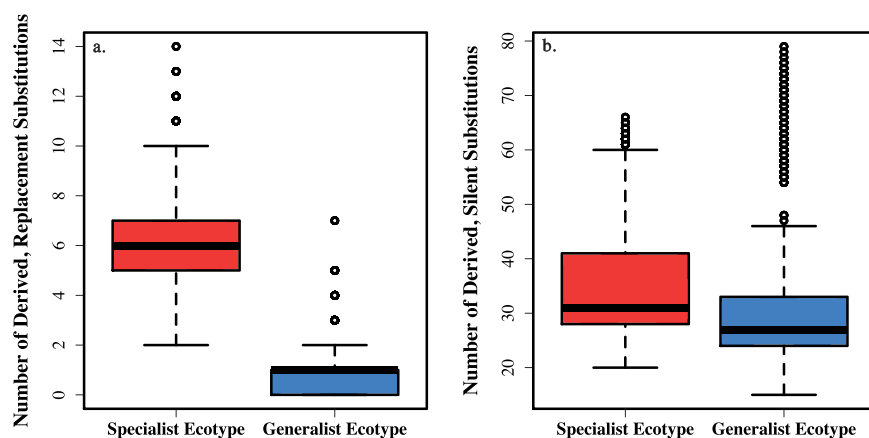 a.
Number of Derived, Replacement Substitutions
14
12
10
8
6
4
2
0
Specialist Ecotype
Generalist Ecotype
b.
Number of Derived, Silent Substitutions
80
70
60
50
40
30
20
Specialist Ecotype
Generalist Ecotype